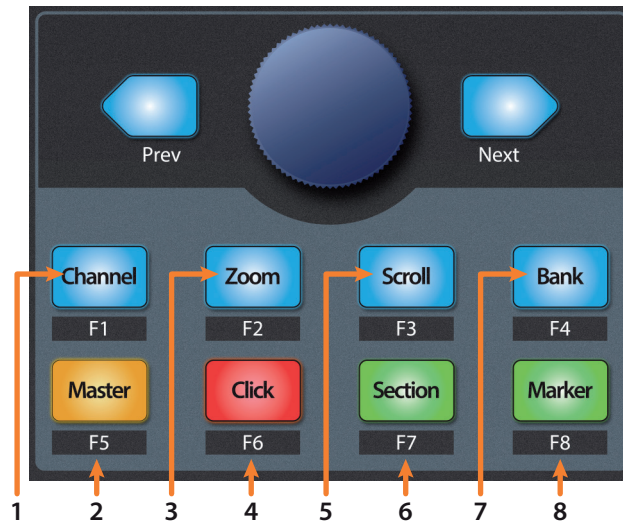 Prev Next
Channel Zoom Scroll Bank
F1 F2 F3 F4
Master Click Section Marker
F5 F6 F7 F8
1 2 3 4 5 6 7 8